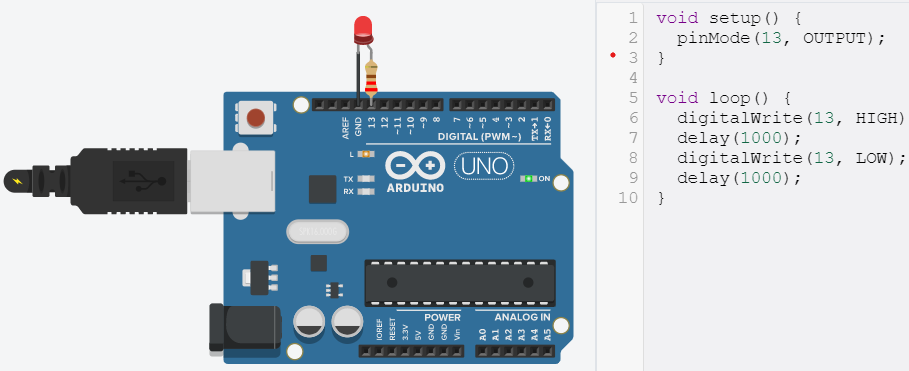 AREF
GND
13
12
~11
~10
~9
8
7
~6
~5
4
~3
2
TX→1
RX←0
DIGITAL (PWM ~)
L
TX
RX
ARDUINO
UNO
ON
POWER
ANALOG IN
IOREF
RESET
3.3V
5V
GND
GND
Vin
A0
A1
A2
A3
A4
A5
1 void setup() {
2 pinMode(13, OUTPUT);
3 }
4
5 void loop() {
6 digitalWrite(13, HIGH)
7 delay(1000);
8 digitalWrite(13, LOW);
9 delay(1000);
10 }